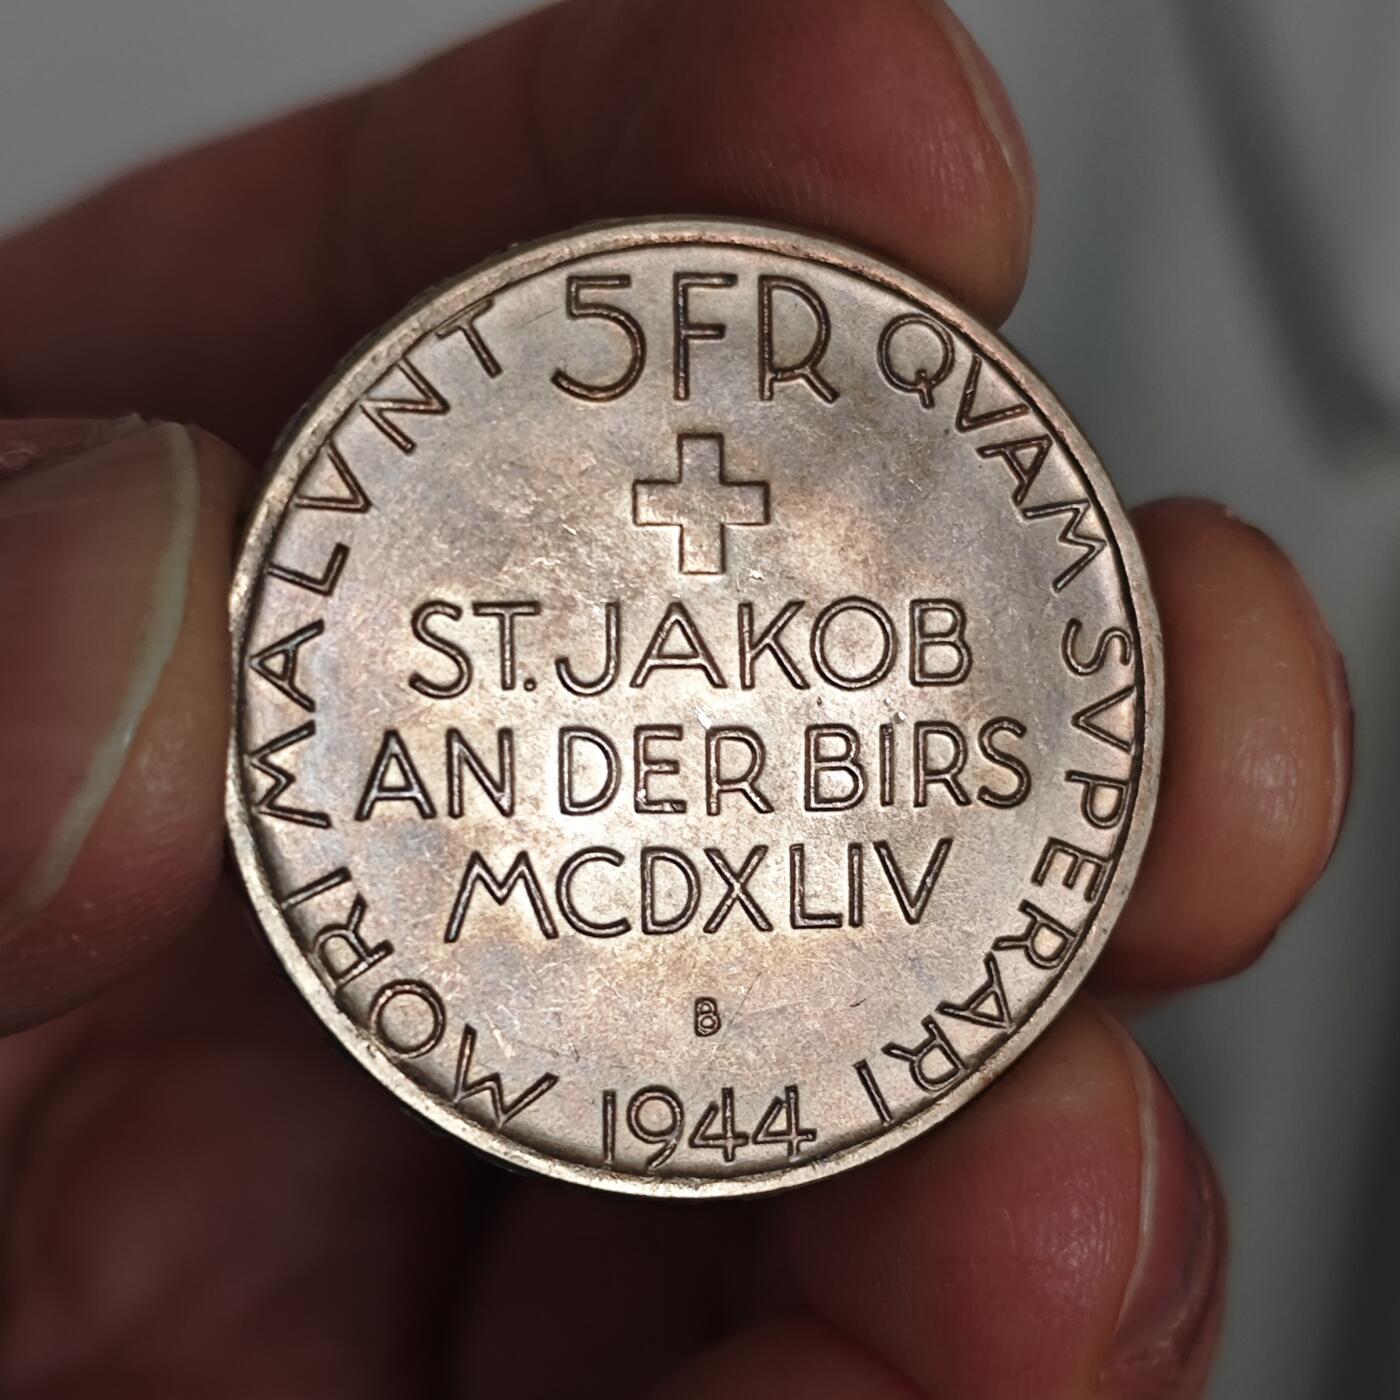 5FR
MORI MALVNT QVAM SVPERARI
ST. JAKOB
AN DER BIRS
MCDXLIV
B
1944